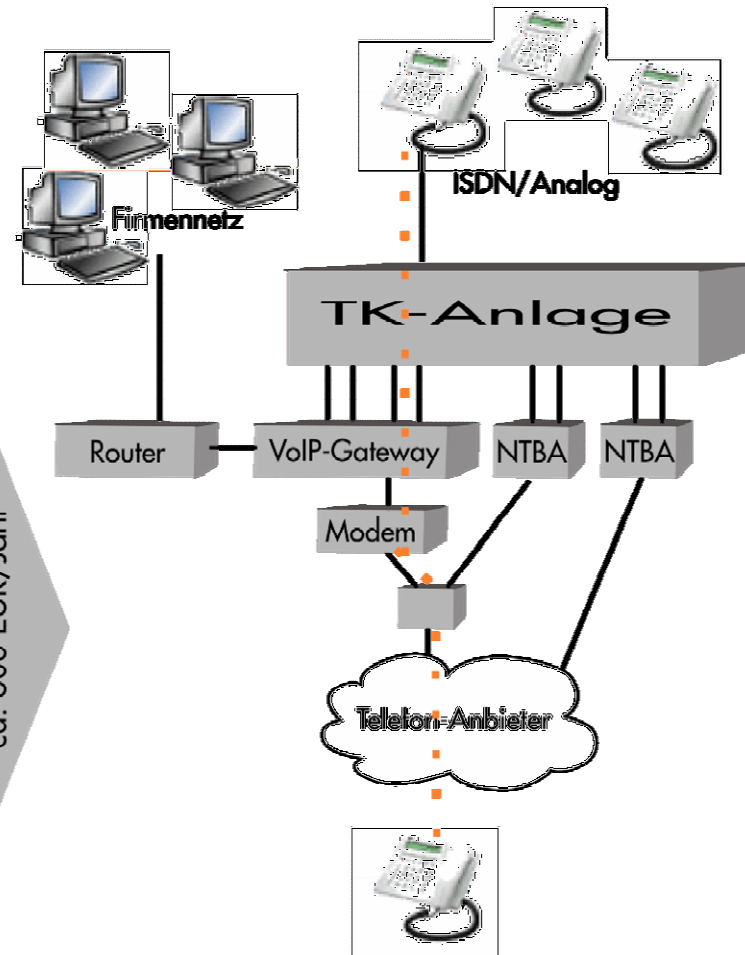 ISDN/Analog
Firmennetz
TK-Anlage
Router
VoIP-Gateway
NTBA
NTBA
Modem
Telefon-Anbieter